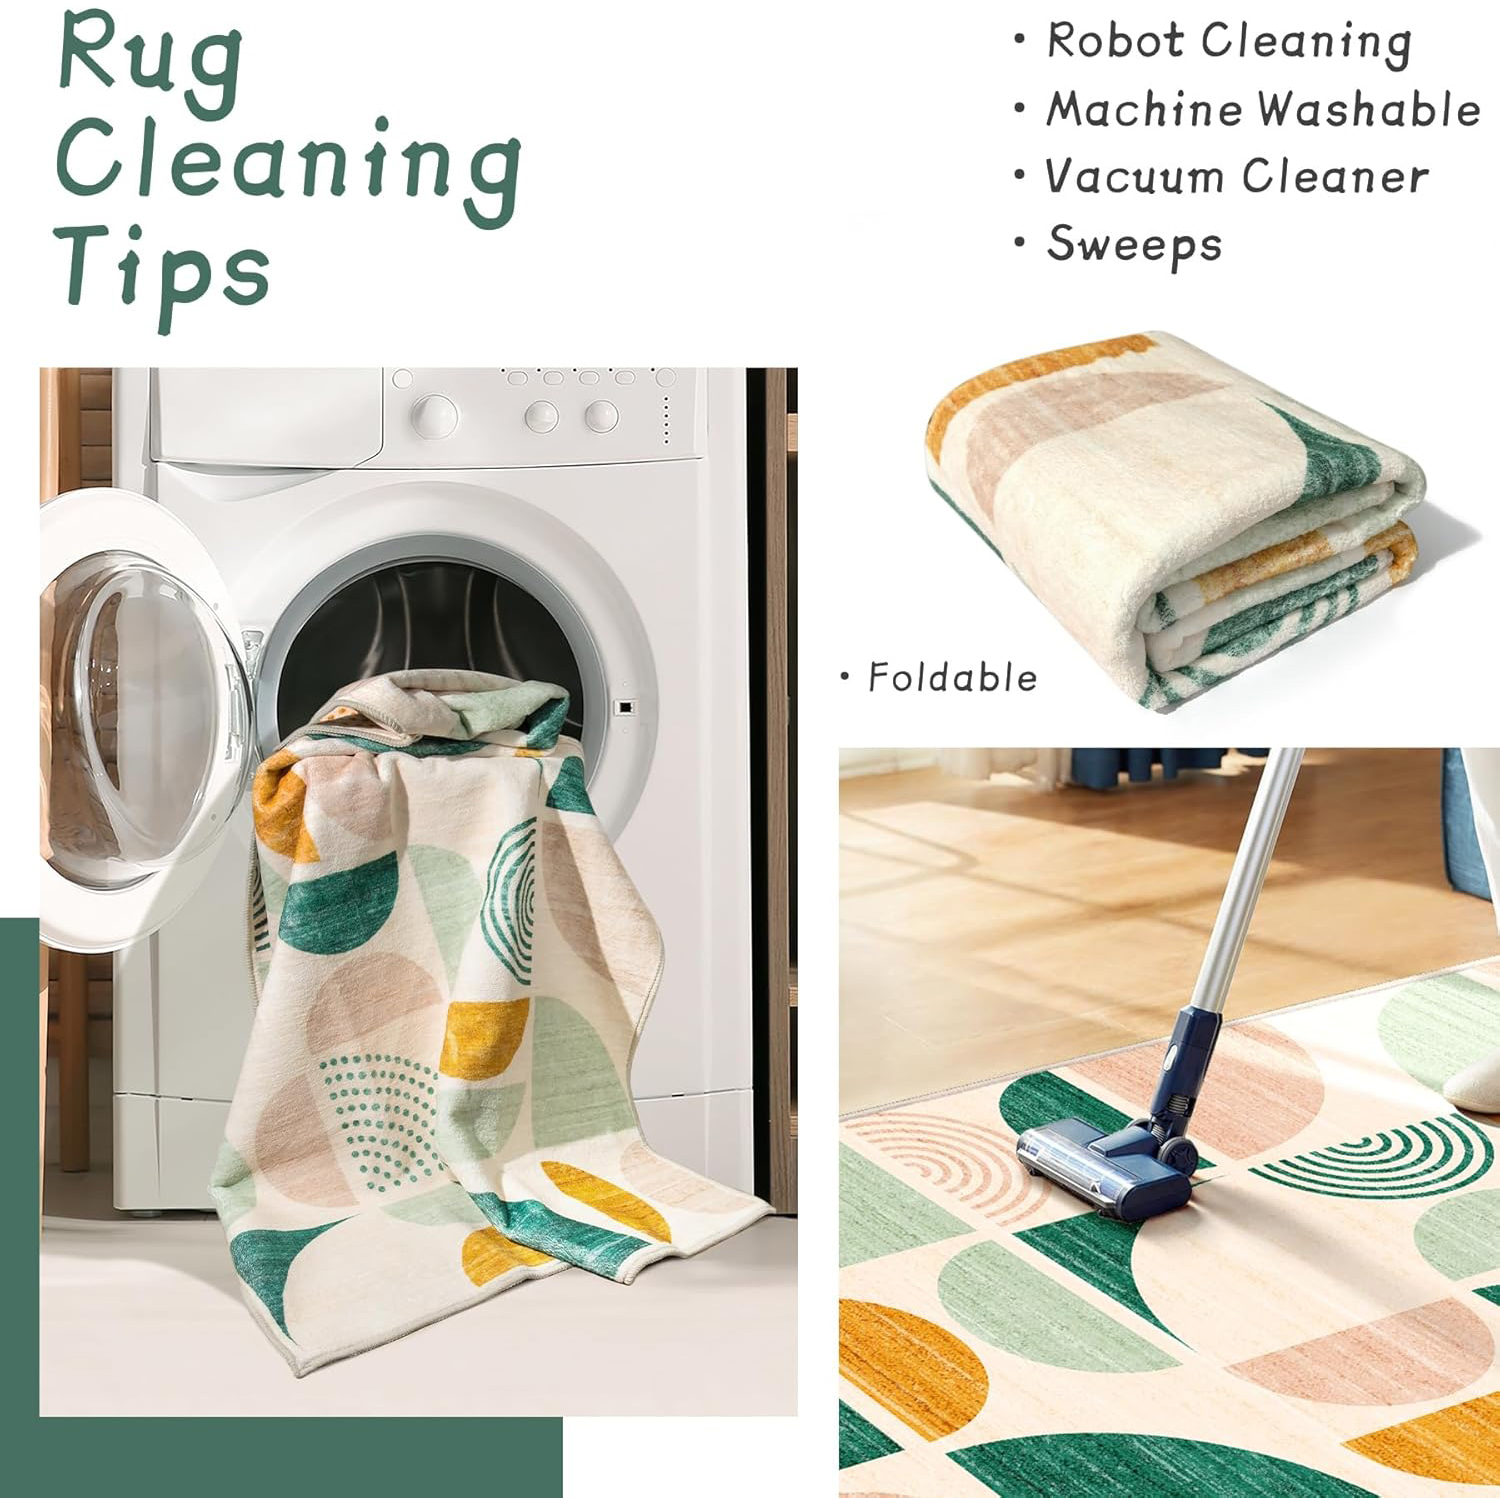 Rug
Cleaning
Tips
• Robot Cleaning
• Machine Washable
• Vacuum Cleaner
• Sweeps
• Foldable